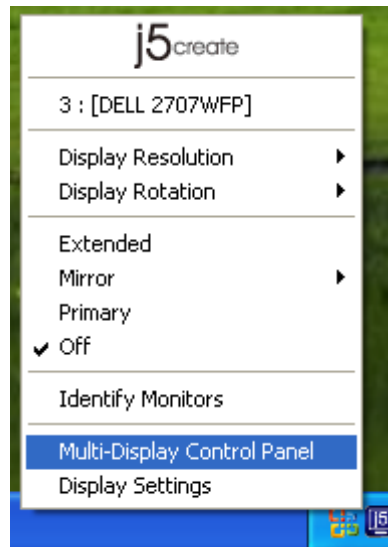 j5create
3 : [DELL 2707WFP]
Display Resolution
Display Rotation
Extended
Mirror
Primary
Off
Identify Monitors
Multi-Display Control Panel
Display Settings
j5